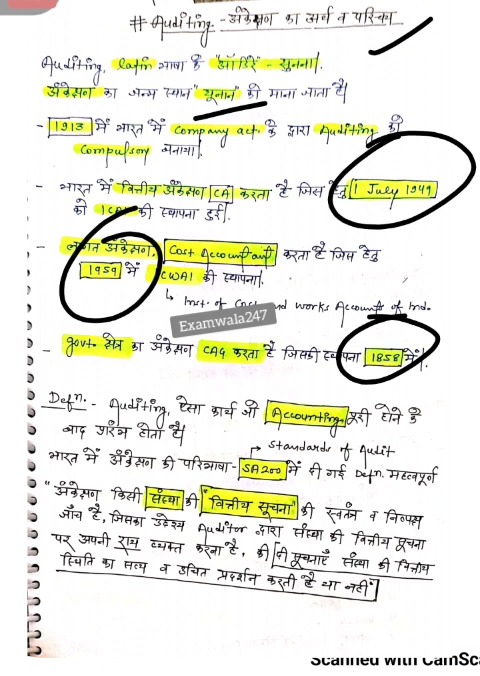 # Auditing - अंकेक्षण का अर्थ व परिचय
Auditing, latin भाषा के "ऑडिरे" - सुनना।
अंकेक्षण का जन्म स्थान "यूनान" को माना जाता है।
- 1913 में भारत में Company act. के द्वारा Auditing को
Compulsory बनाया।
- भारत में वित्तीय अंकेक्षण CA करता है जिस हेतु 1 July 1949
को ICAI की स्थापना हुई।
- लागत अंकेक्षण, Cost Accountant करता है जिस हेतु
1959 में ICWAI की स्थापना।
↳ Inst. of Cost and works Accounts of Ind.
Examwala247
- govt. क्षेत्र का अंकेक्षण CAG करता है जिसकी स्थापना 1858 में।
Defn. - Auditing, ऐसा कार्य जो Accounting पूरी होने के
बाद प्रारंभ होता है।
→ Standards of Audit
भारत में अंकेक्षण की परिभाषा - SA200 में दी गई Defn. महत्वपूर्ण
"अंकेक्षण किसी संस्था की "वित्तीय सूचना" की स्वतंत्र व निष्पक्ष
जाँच है, जिसका उद्देश्य Auditor द्वारा संस्था की वित्तीय सूचना
पर अपनी राय व्यक्त करना है, की दी सूचनाएँ संस्था की वित्तीय
स्थिति का सत्य व उचित प्रदर्शन करती है या नहीं"
Scanned with CamSca